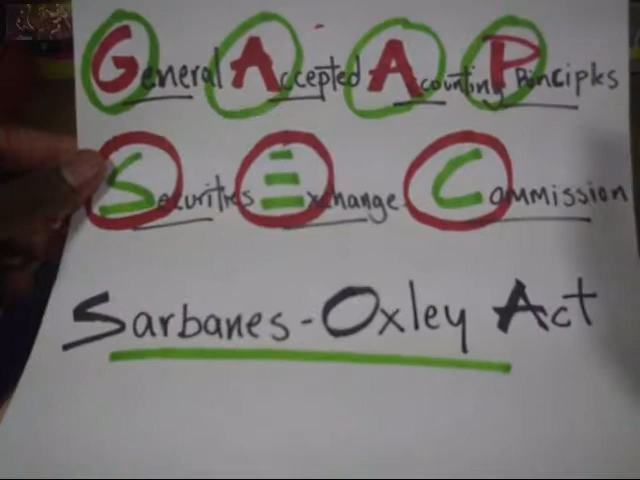 General Accepted Acounting Principles
Securities Exchange Commission
Sarbanes-Oxley Act